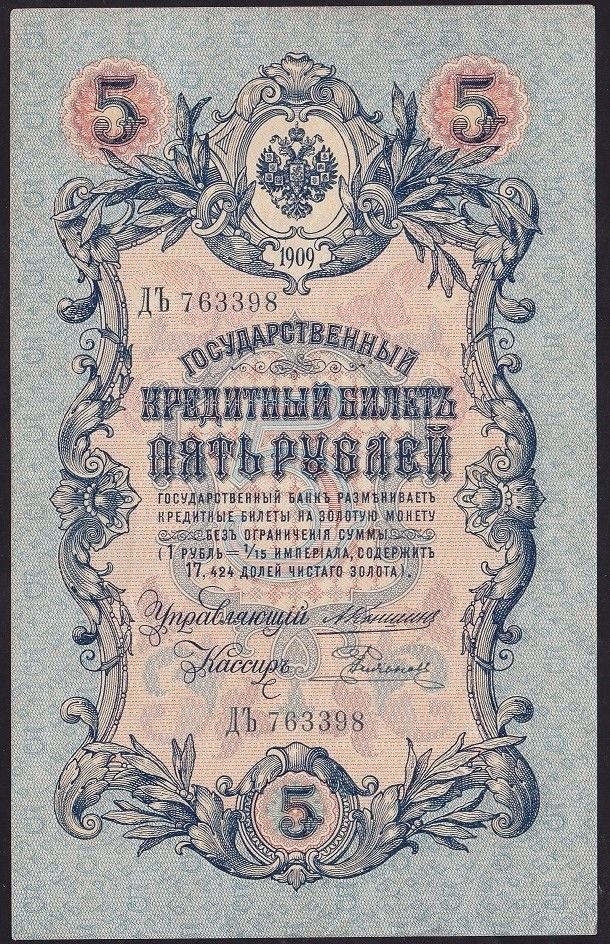 5 5
1909
ДЪ 763398
ГОСУДАРСТВЕННЫЙ
КРЕДИТНЫЙ БИЛЕТЪ
ПЯТЬ РУБЛЕЙ
ГОСУДАРСТВЕННЫЙ БАНКЪ РАЗМѢНИВАЕТЪ
КРЕДИТНЫЕ БИЛЕТЫ НА ЗОЛОТУЮ МОНЕТУ
БЕЗЪ ОГРАНИЧЕНІЯ СУММЫ
(1 РУБЛЬ = 1/15 ИМПЕРІАЛА, СОДЕРЖИТЪ
17,424 ДОЛЕЙ ЧИСТАГО ЗОЛОТА).
Управляющій
Кассиръ
ДЪ 763398
5